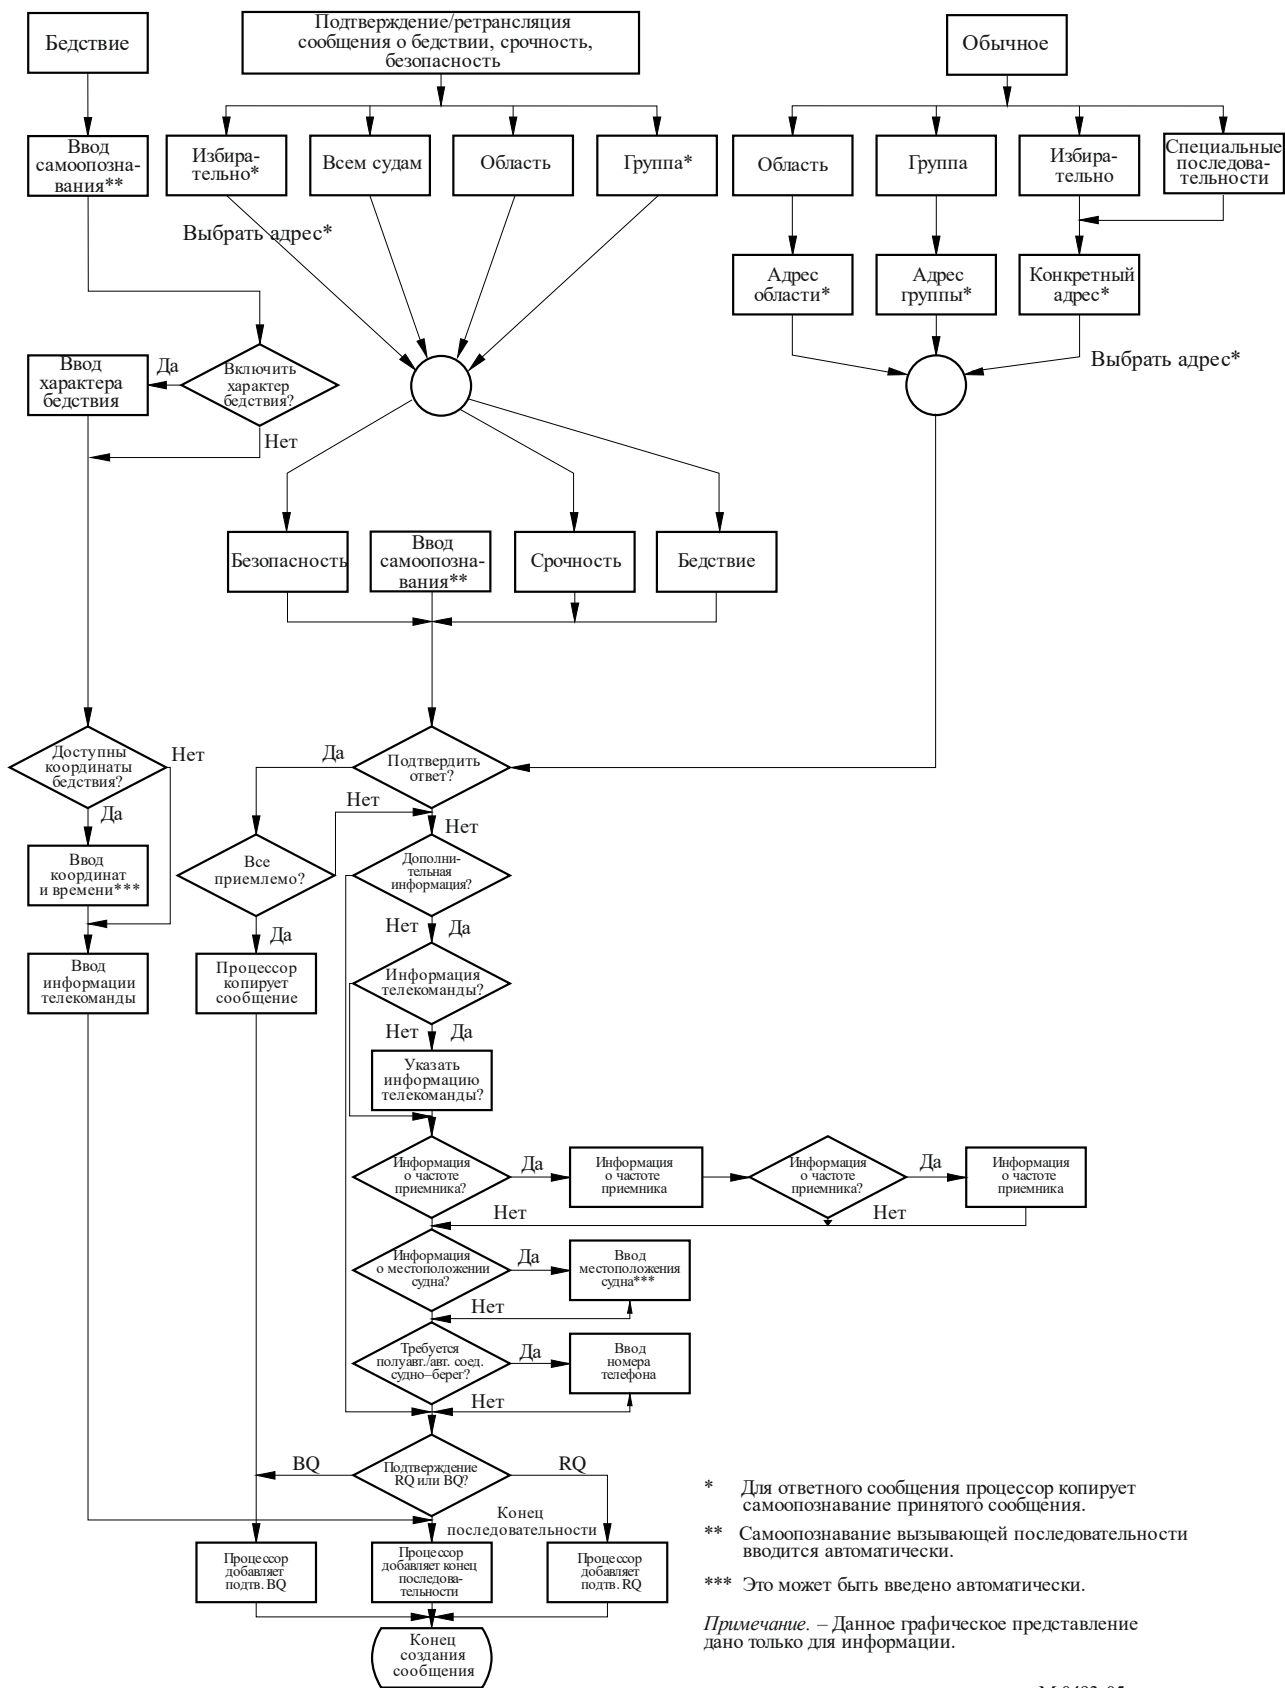 Бедствие
Подтверждение/ретрансляция
сообщения о бедствии, срочность,
безопасность
Обычное
Ввод
самоопозна-
вания**
Избира-
тельно*
Всем судам
Область
Группа*
Область
Группа
Избира-
тельно
Специальные
последова-
тельности
Выбрать адрес*
Адрес
области*
Адрес
группы*
Конкретный
адрес*
Выбрать адрес*
Ввод
характера
бедствия
Да
Включить
характер
бедствия?
Нет
Безопасность
Ввод
самоопозна-
вания**
Срочность
Бедствие
Доступны
координаты
бедствия?
Нет
Да
Да
Подтвердить
ответ?
Нет
Нет
Ввод
координат
и времени***
Все
приемлемо?
Дополни-
тельная
информация?
Да
Нет
Да
Ввод
информации
телекоманды
Процессор
копирует
сообщение
Информация
телекоманды?
Нет
Да
Указать
информацию
телекоманды?
Информация
о частоте
приемника?
Да
Информация
о частоте
приемника
Информация
о частоте
приемника?
Да
Информация
о частоте
приемника
Нет
Нет
Информация
о местоположении
судна?
Да
Ввод
местоположения
судна***
Нет
Требуется
полуавт./авт. соед.
судно–берег?
Да
Ввод
номера
телефона
Нет
BQ
Подтверждение
RQ или BQ?
RQ
Конец
последовательности
Процессор
добавляет
подтв. BQ
Процессор
добавляет конец
последова-
тельности
Процессор
добавляет
подтв. RQ
Конец
создания
сообщения
* Для ответного сообщения процессор копирует
самоопознавание принятого сообщения.
** Самоопознавание вызывающей последовательности
вводится автоматически.
*** Это может быть введено автоматически.
Примечание. – Данное графическое представление
дано только для информации.